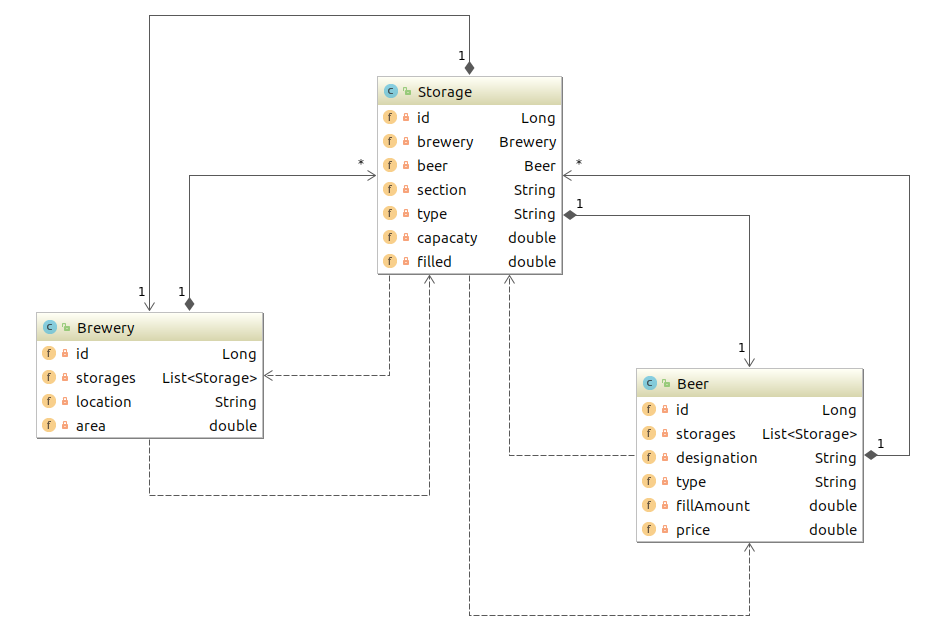 1
C Storage
f id Long
f brewery Brewery
f beer Beer
f section String
f type String
f capacaty double
f filled double
*
*
1
1
1
C Brewery
f id Long
f storages List<Storage>
f location String
f area double
1
C Beer
f id Long
f storages List<Storage>
f designation String
f type String
f fillAmount double
f price double
1